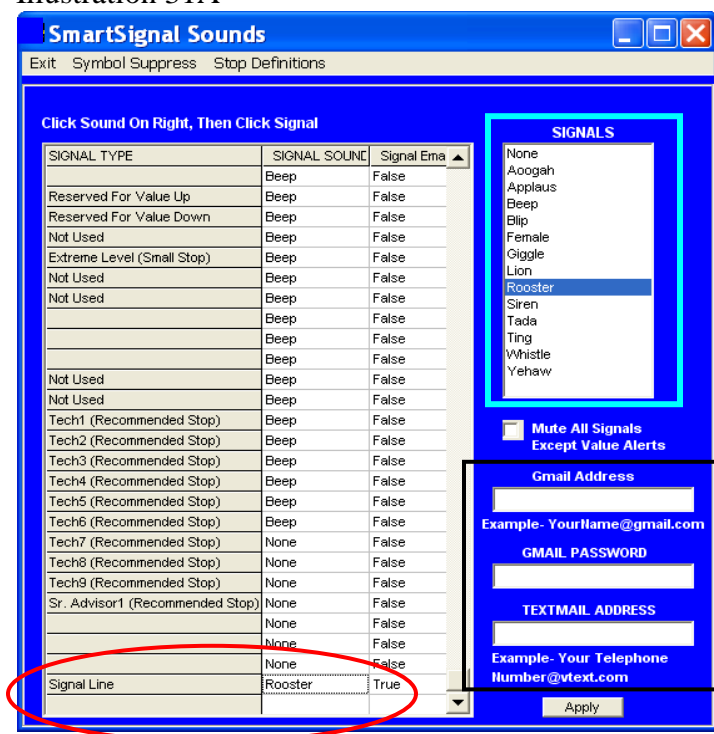 Illustration 31A
SmartSignal Sounds
Exit Symbol Suppress Stop Definitions
Click Sound On Right, Then Click Signal
SIGNAL TYPE SIGNAL SOUND Signal Ema
Beep False
Reserved For Value Up Beep False
Reserved For Value Down Beep False
Not Used Beep False
Extreme Level (Small Stop) Beep False
Not Used Beep False
Not Used Beep False
Beep False
Beep False
Beep False
Not Used Beep False
Not Used Beep False
Tech1 (Recommended Stop) Beep False
Tech2 (Recommended Stop) Beep False
Tech3 (Recommended Stop) Beep False
Tech4 (Recommended Stop) Beep False
Tech5 (Recommended Stop) Beep False
Tech6 (Recommended Stop) Beep False
Tech7 (Recommended Stop) None False
Tech8 (Recommended Stop) None False
Tech9 (Recommended Stop) None False
Sr. Advisor1 (Recommended Stop) None False
None False
None False
None False
Signal Line Rooster True
SIGNALS
None
Aoogah
Applaus
Beep
Blip
Female
Giggle
Lion
Rooster
Siren
Tada
Ting
Whistle
Yehaw
Mute All Signals
Except Value Alerts
Gmail Address
Example- YourName@gmail.com
GMAIL PASSWORD
TEXTMAIL ADDRESS
Example- Your Telephone
Number@vtext.com
Apply